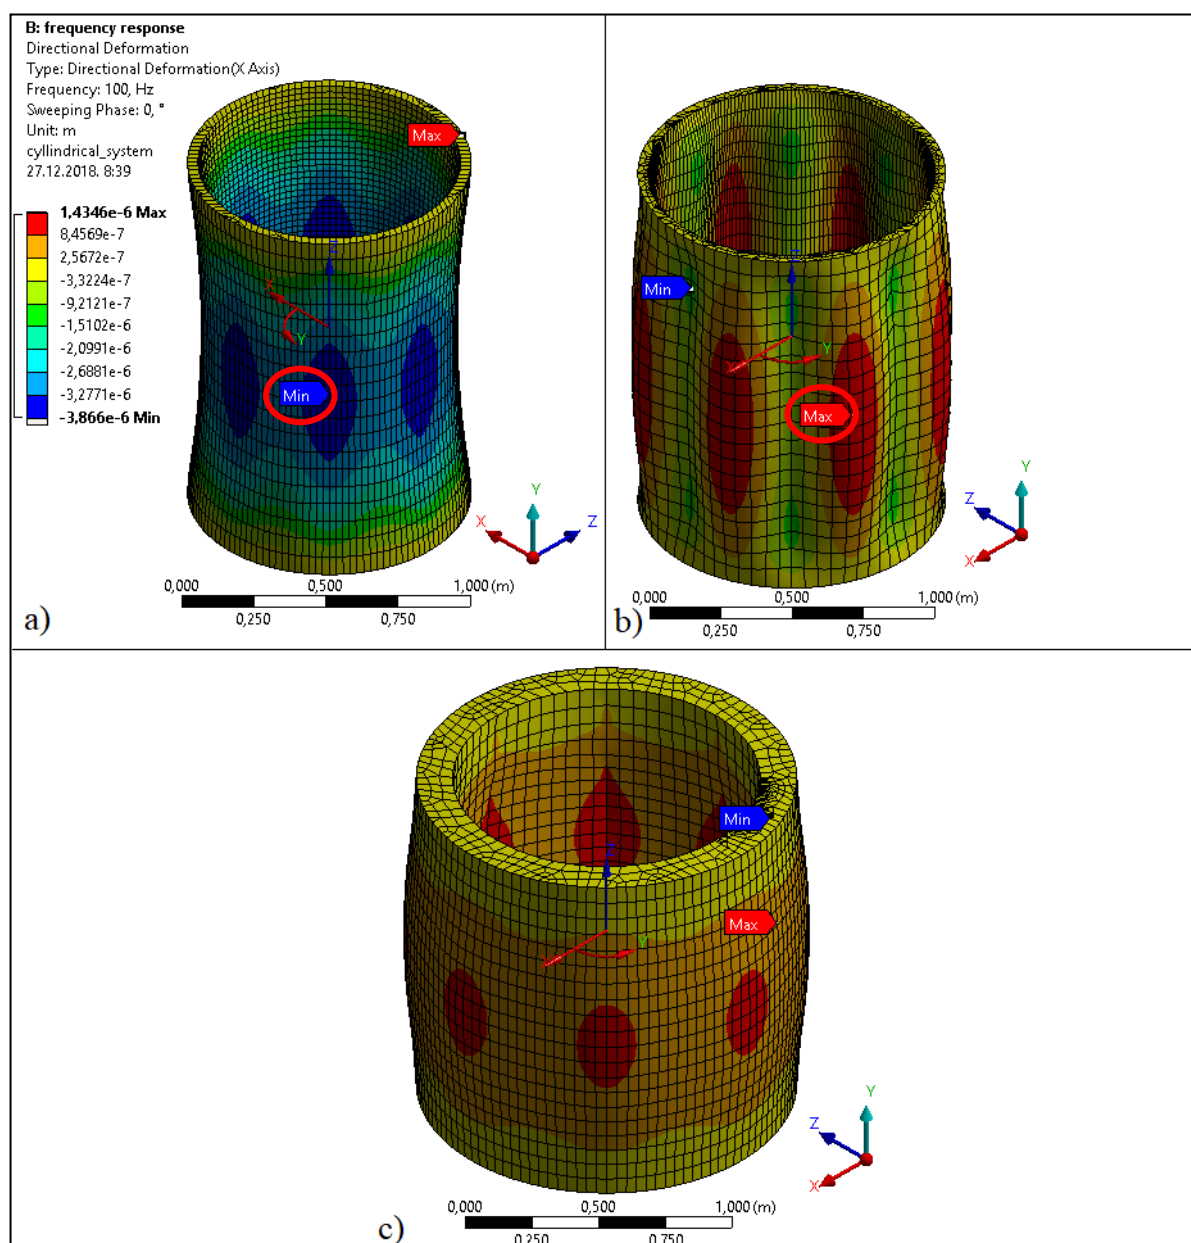 B: frequency response
Directional Deformation
Type: Directional Deformation(X Axis)
Frequency: 100, Hz
Sweeping Phase: 0, °
Unit: m
cyllindrical_system
27.12.2018. 8:39
1,4346e-6 Max
8,4569e-7
2,5672e-7
-3,3224e-7
-9,2121e-7
-1,5102e-6
-2,0991e-6
-2,6881e-6
-3,2771e-6
-3,866e-6 Min
Max
Z
X
Y
Min
Y
X
Z
0,000 0,500 1,000 (m)
0,250 0,750
a)
Min
Z
Y
X
Max
Y
Z
X
0,000 0,500 1,000 (m)
0,250 0,750
b)
Min
Z
Max
Y
Y
Z
X
0,000 0,500 1,000 (m)
0,250 0,750
c)